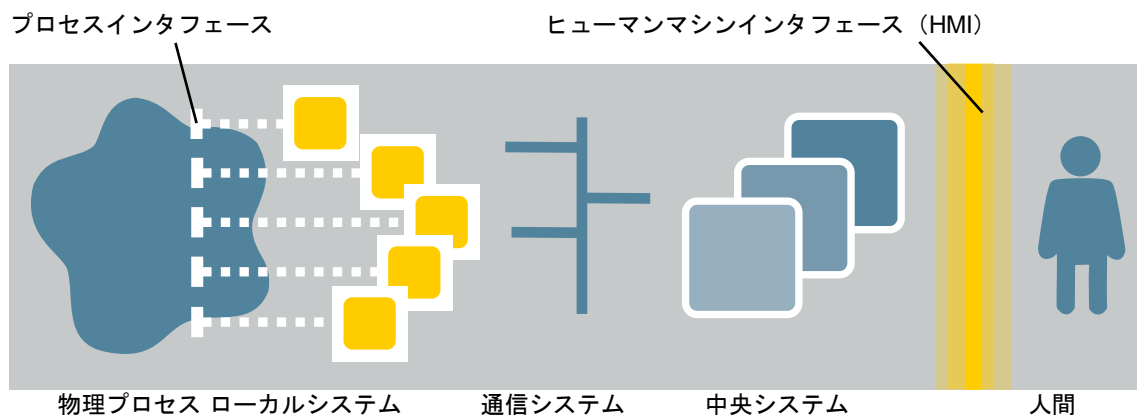 プロセスインタフェース
ヒューマンマシンインタフェース（HMI）
物理プロセス ローカルシステム
通信システム
中央システム
人間